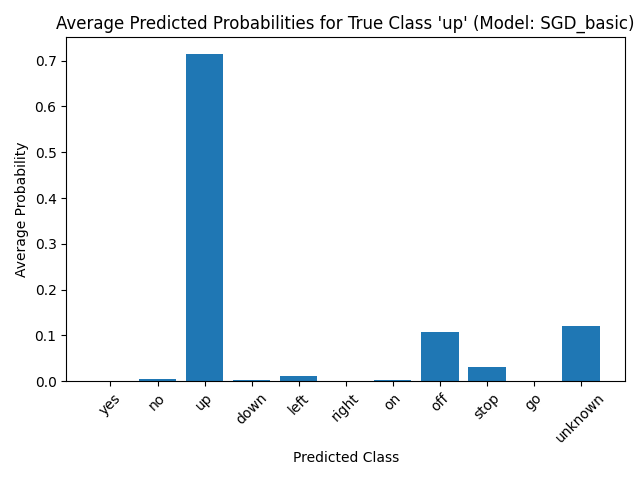 Average Predicted Probabilities for True Class 'up' (Model: SGD_basic)
0.7
0.6
0.5
0.4
0.3
0.2
0.1
0.0
Average Probability
yes
no
up
down
left
right
on
off
stop
go
unknown
Predicted Class